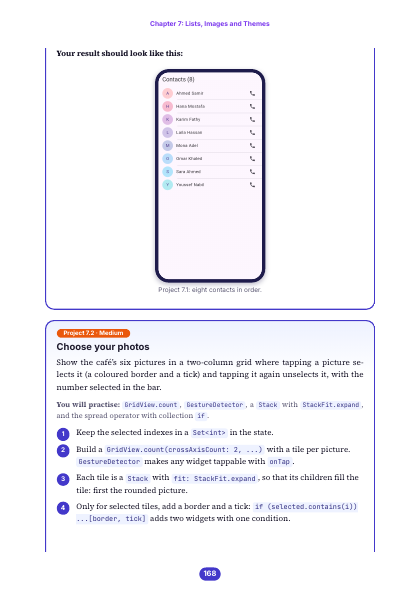 Chapter 7: Lists, Images and Themes
Your result should look like this:
Contacts (8)
A Ahmed Samir
H Hana Mostafa
K Karim Fathy
L Laila Hassan
M Mona Adel
O Omar Khaled
S Sara Ahmed
Y Youssef Nabil
Project 7.1: eight contacts in order.
Project 7.2 · Medium
Choose your photos
Show the café's six pictures in a two-column grid where tapping a picture se-
lects it (a coloured border and a tick) and tapping it again unselects it, with the
number selected in the bar.
You will practise: GridView.count, GestureDetector, a Stack with StackFit.expand,
and the spread operator with collection if.
1 Keep the selected indexes in a Set<int> in the state.
2 Build a GridView.count(crossAxisCount: 2, ...) with a tile per picture.
GestureDetector makes any widget tappable with onTap.
3 Each tile is a Stack with fit: StackFit.expand, so that its children fill the
tile: first the rounded picture.
4 Only for selected tiles, add a border and a tick: if (selected.contains(i))
...[border, tick] adds two widgets with one condition.
168